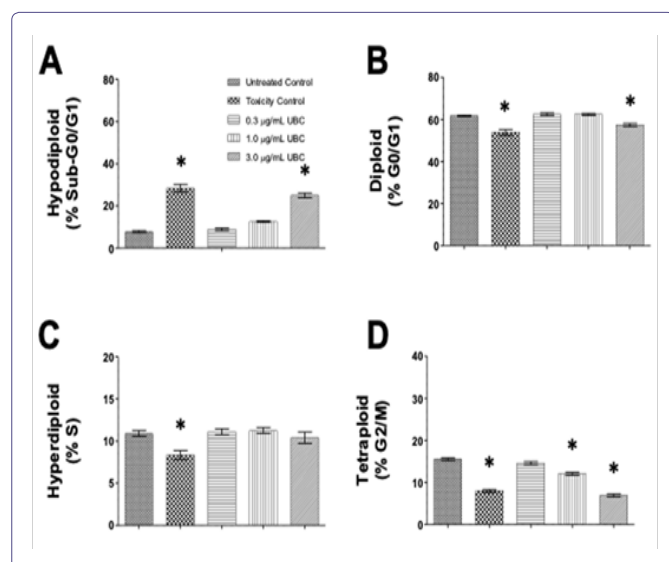 A
Hypodiploid
(% Sub-G0/G1)
80
60
40
20
0
*
*
Untreated Control
Toxicity Control
0.3 µg/mL UBC
1.0 µg/mL UBC
3.0 µg/mL UBC
B
Diploid
(% G0/G1)
80
60
40
20
0
*
*
C
Hyperdiploid
(% S)
20
15
10
5
0
*
D
Tetraploid
(% G2/M)
40
30
20
10
0
*
*
*